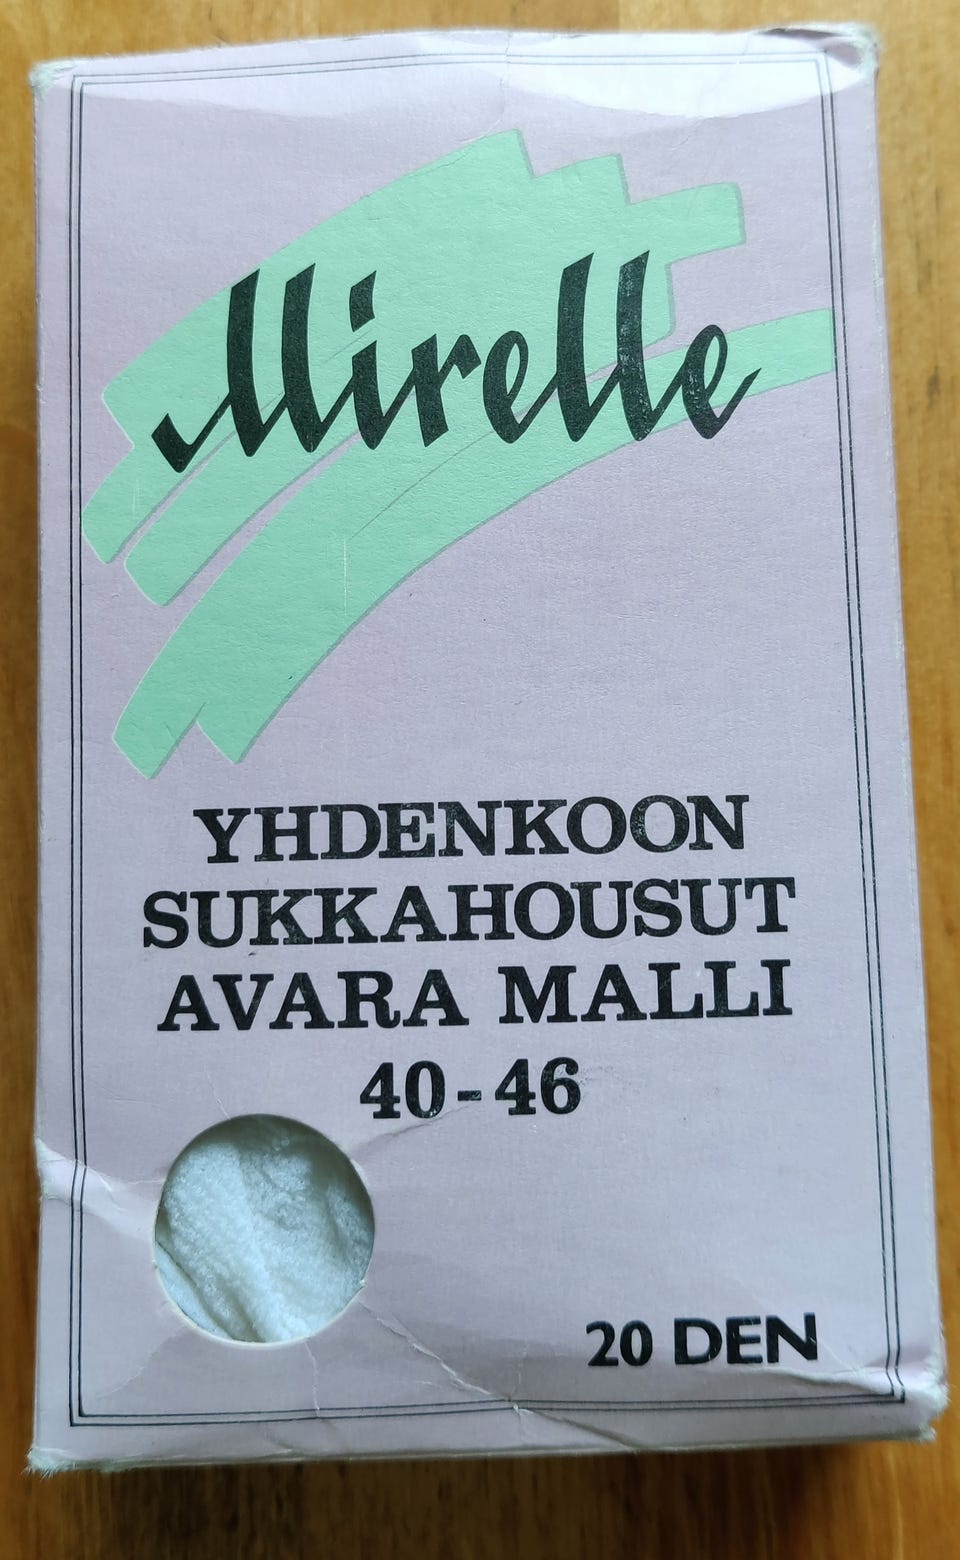 Mirelle
YHDENKOON
SUKKAHOUSUT
AVARA MALLI
40-46
20 DEN